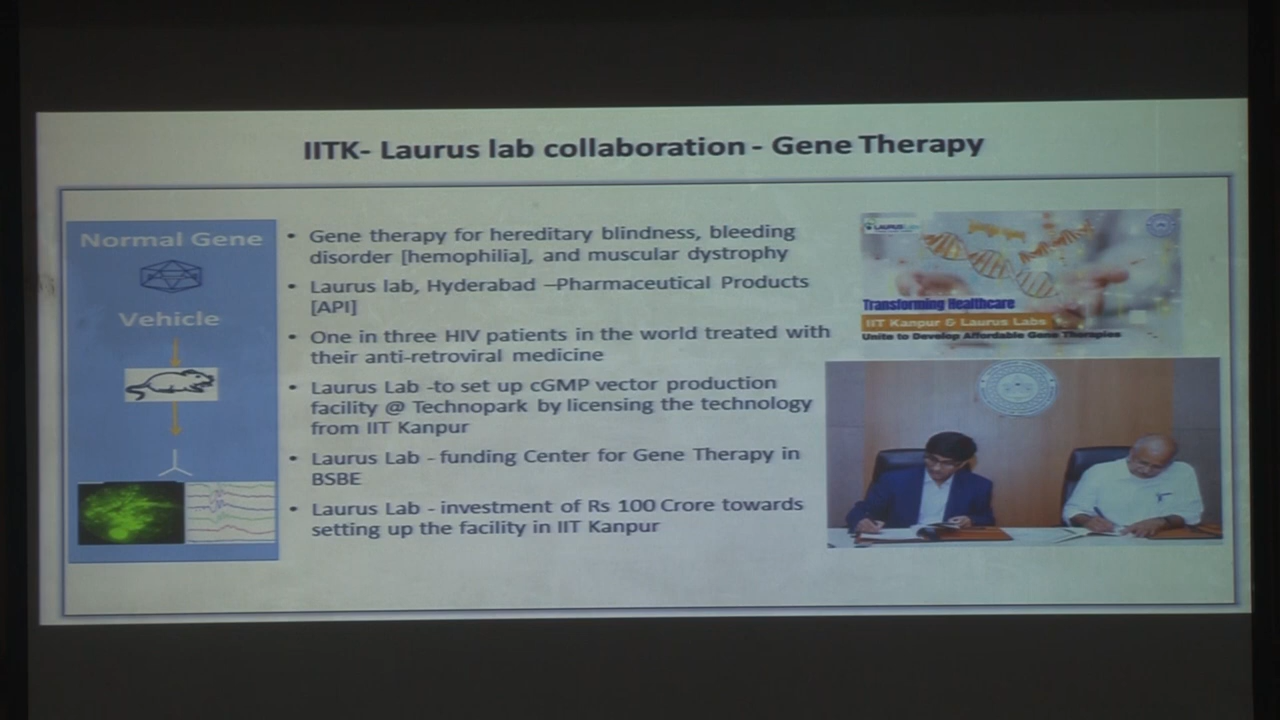 IITK- Laurus lab collaboration - Gene Therapy
Normal Gene
Vehicle
• Gene therapy for hereditary blindness, bleeding
disorder [hemophilia], and muscular dystrophy
• Laurus lab, Hyderabad –Pharmaceutical Products
[API]
• One in three HIV patients in the world treated with
their anti-retroviral medicine
• Laurus Lab -to set up cGMP vector production
facility @ Technopark by licensing the technology
from IIT Kanpur
• Laurus Lab - funding Center for Gene Therapy in
BSBE
• Laurus Lab - investment of Rs 100 Crore towards
setting up the facility in IIT Kanpur
LAURUS
Transforming Healthcare
IIT Kanpur & Laurus Labs
Unite to Develop Affordable Gene Therapies